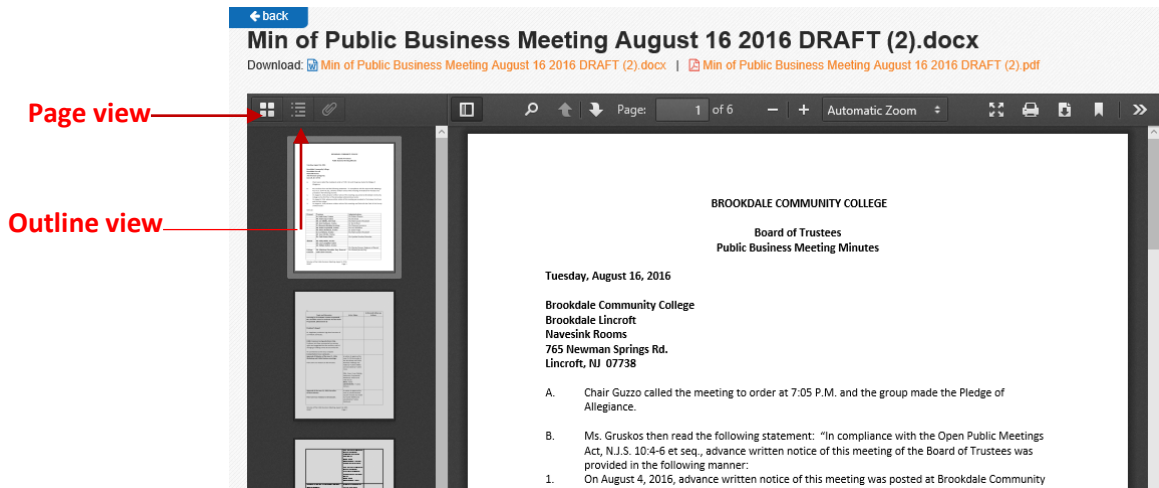 back
Min of Public Business Meeting August 16 2016 DRAFT (2).docx
Download: Min of Public Business Meeting August 16 2016 DRAFT (2).docx | Min of Public Business Meeting August 16 2016 DRAFT (2).pdf
Page view
Page: 1 of 6 − + Automatic Zoom
Outline view
BROOKDALE COMMUNITY COLLEGE
Board of Trustees
Public Business Meeting Minutes
Tuesday, August 16, 2016
Brookdale Community College
Brookdale Lincroft
Navesink Rooms
765 Newman Springs Rd.
Lincroft, NJ 07738
A. Chair Guzzo called the meeting to order at 7:05 P.M. and the group made the Pledge of
Allegiance.
B. Ms. Gruskos then read the following statement: “In compliance with the Open Public Meetings
Act, N.J.S. 10:4-6 et seq., advance written notice of this meeting of the Board of Trustees was
provided in the following manner:
1. On August 4, 2016, advance written notice of this meeting was posted at Brookdale Community